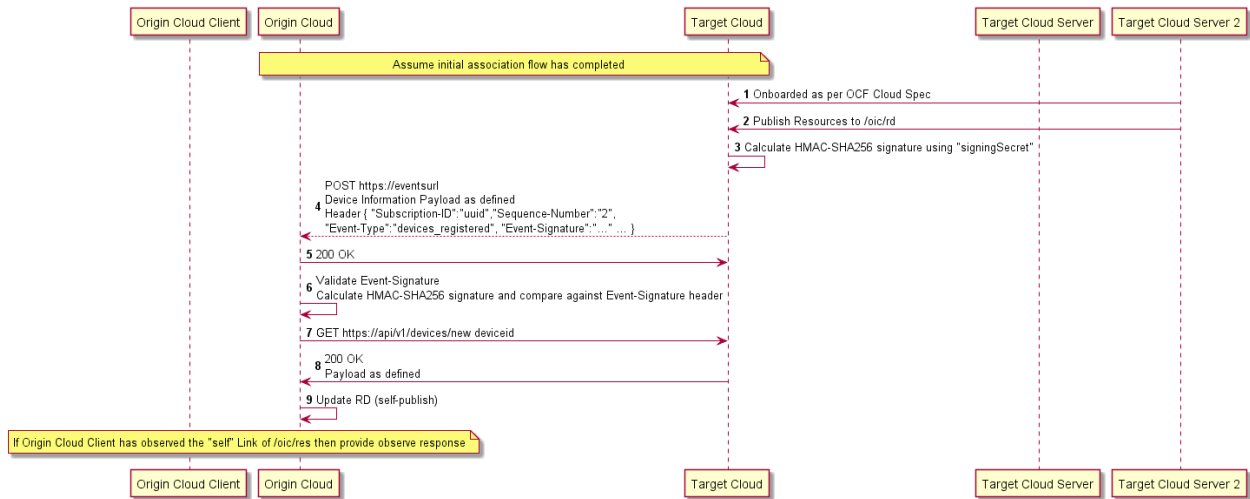 Origin Cloud Client Origin Cloud Target Cloud Target Cloud Server Target Cloud Server 2
Assume initial association flow has completed
1 Onboarded as per OCF Cloud Spec
2 Publish Resources to /oic/rd
3 Calculate HMAC-SHA256 signature using "signingSecret"
POST https://eventsurl
Device Information Payload as defined
4 Header { "Subscription-ID":"uuid","Sequence-Number":"2",
"Event-Type":"devices_registered", "Event-Signature":"..." ... }
5 200 OK
Validate Event-Signature
6 Calculate HMAC-SHA256 signature and compare against Event-Signature header
7 GET https://api/v1/devices/new deviceid
200 OK
8 Payload as defined
9 Update RD (self-publish)
If Origin Cloud Client has observed the "self" Link of /oic/res then provide observe response
Origin Cloud Client Origin Cloud Target Cloud Target Cloud Server Target Cloud Server 2